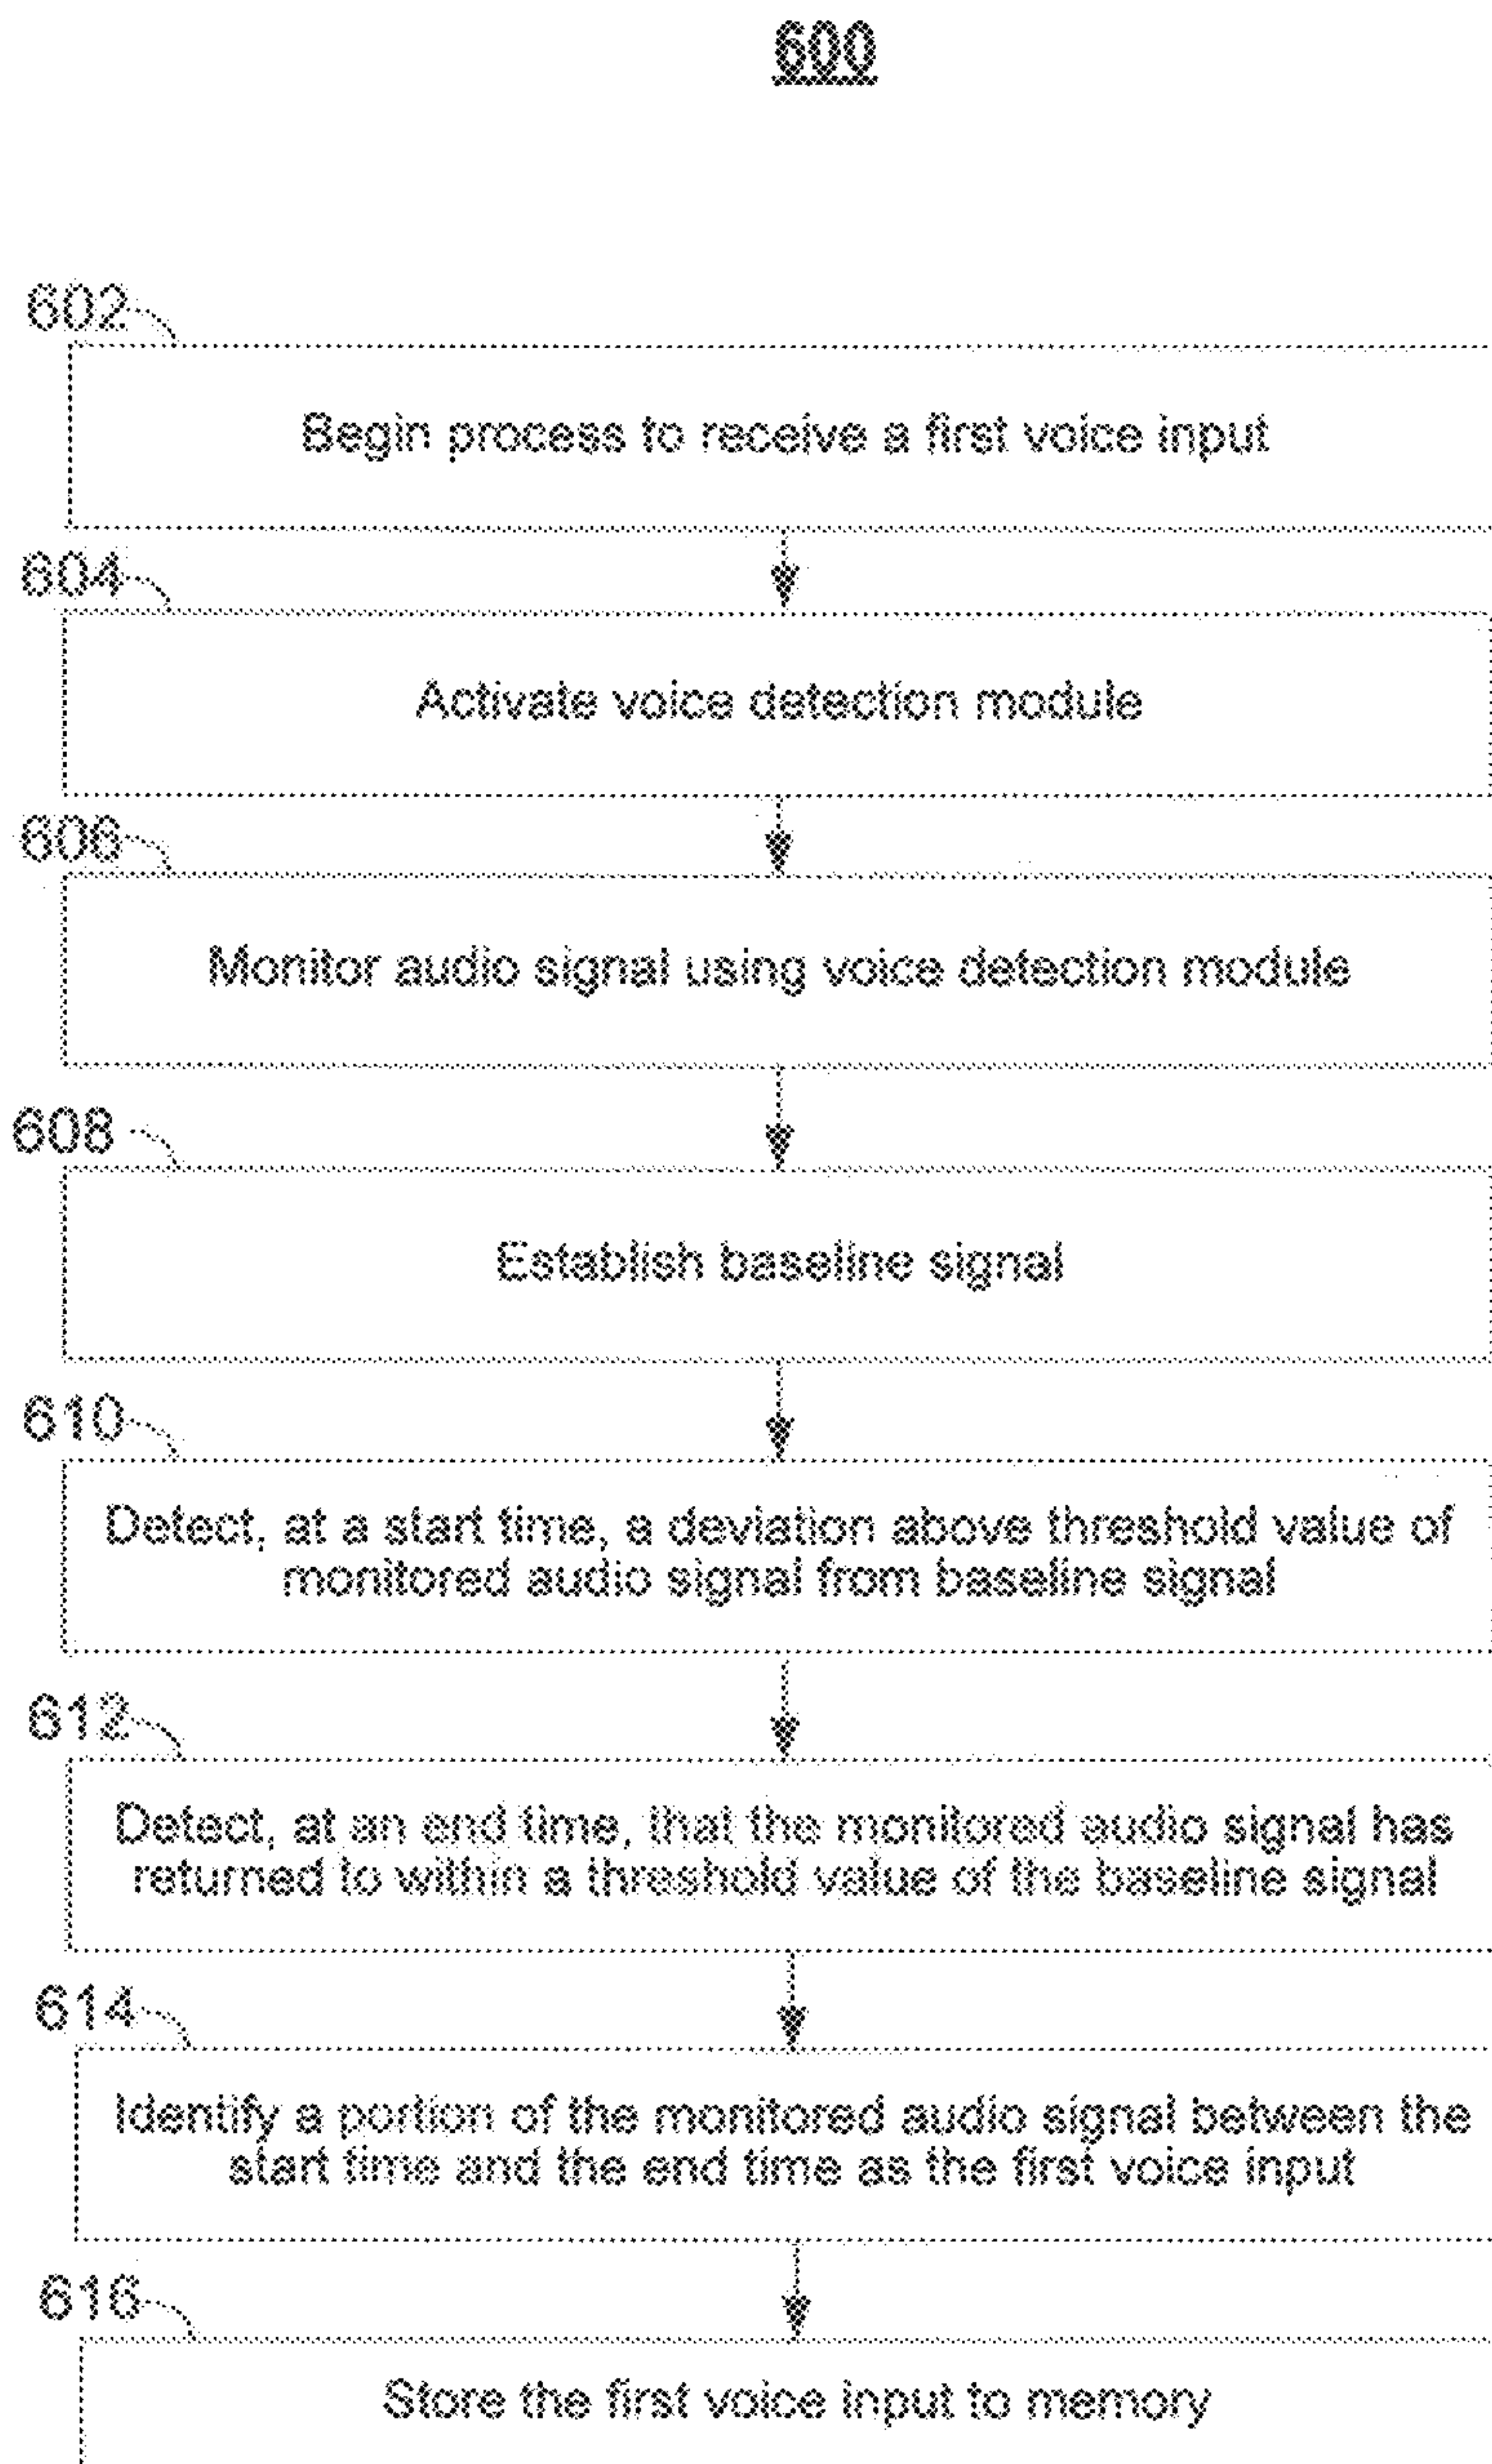 600
602
Begin process to receive a first voice input
604
Activate voice detection module
606
Monitor audio signal using voice detection module
608
Establish baseline signal
610
Detect, at a start time, a deviation above threshold value of
monitored audio signal from baseline signal
612
Detect, at an end time, that the monitored audio signal has
returned to within a threshold value of the baseline signal
614
Identify a portion of the monitored audio signal between the
start time and the end time as the first voice input
616
Store the first voice input to memory